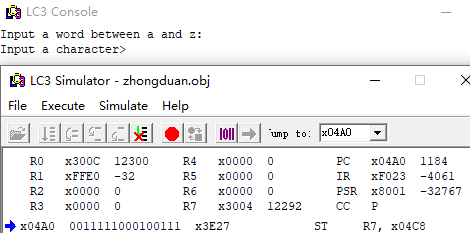 LC3 Console
Input a word between a and z:
Input a character>
LC3 Simulator - zhongduan.obj
File Execute Simulate Help
Jump to: x04A0
R0 x300C 12300 R4 x0000 0 PC x04A0 1184
R1 xFFE0 -32 R5 x0000 0 IR xF023 -4061
R2 x0000 0 R6 x0000 0 PSR x8001 -32767
R3 x0000 0 R7 x3004 12292 CC P
x04A0 0011111000100111 x3E27 ST R7, x04C8